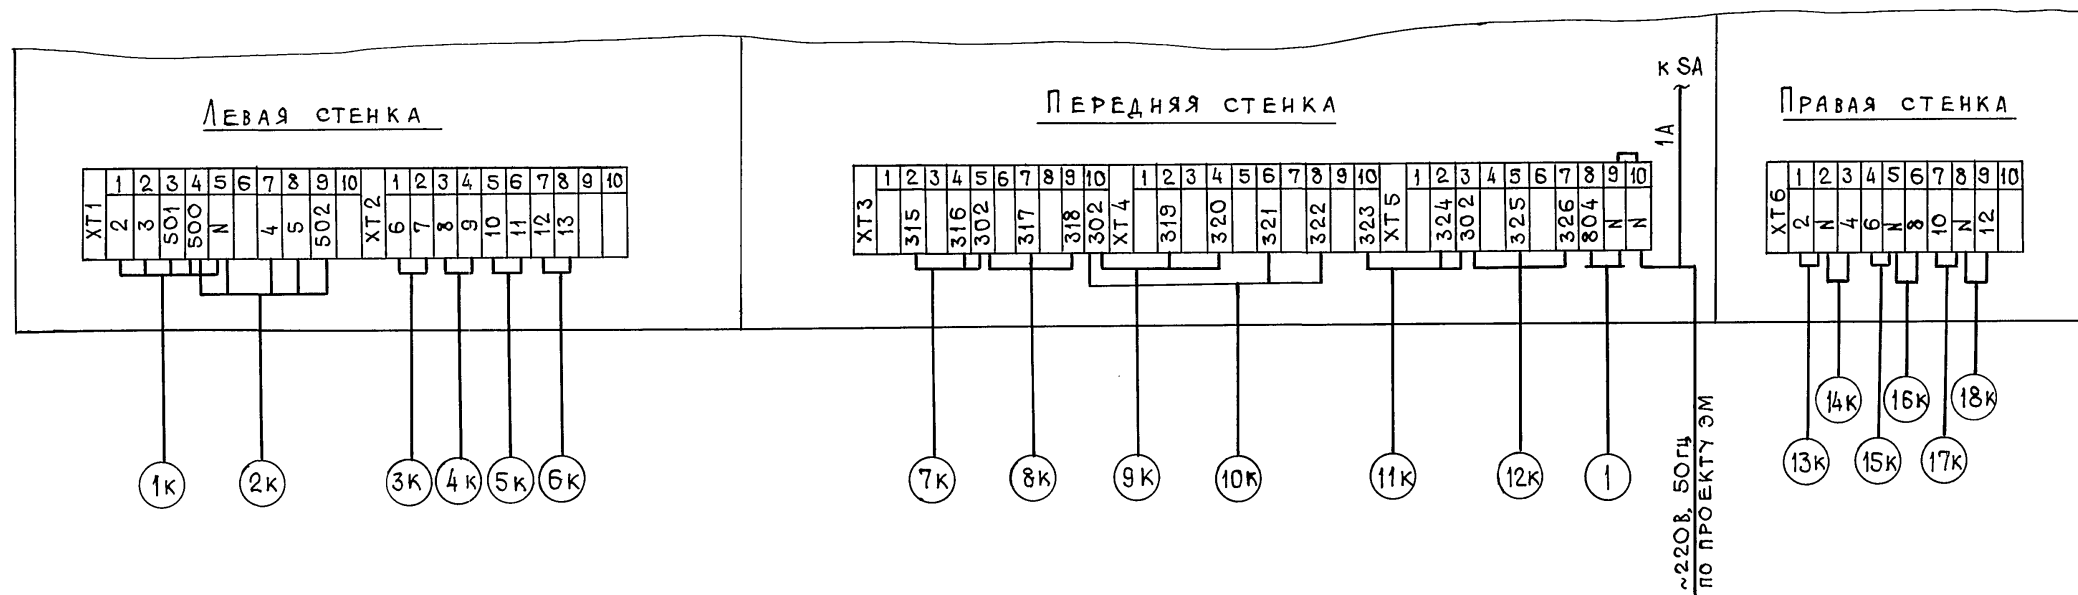 ЛЕВАЯ СТЕНКА
ПЕРЕДНЯЯ СТЕНКА
ПРАВАЯ СТЕНКА
К SA
1А
XT1 1 2 3 4 5 6 7 8 9 10 XT2 1 2 3 4 5 6 7 8 9 10
2 3 501 500 N 4 5 502 6 7 8 9 10 11 12 13
XT3 1 2 3 4 5 6 7 8 9 10 XT4 1 2 3 4 5 6 7 8 9 10 XT5 1 2 3 4 5 6 7 8 9 10
315 316 302 317 318 302 319 320 321 322 323 324 302 325 326 804 N N
XT6 1 2 3 4 5 6 7 8 9 10
2 N 4 6 N 8 10 N 12
14К 16К 18К
1К 2К 3К 4К 5К 6К 7К 8К 9К 10К 11К 12К 1 13К 15К 17К
~220В, 50ГЦ
ПО ПРОЕКТУ ЭМ